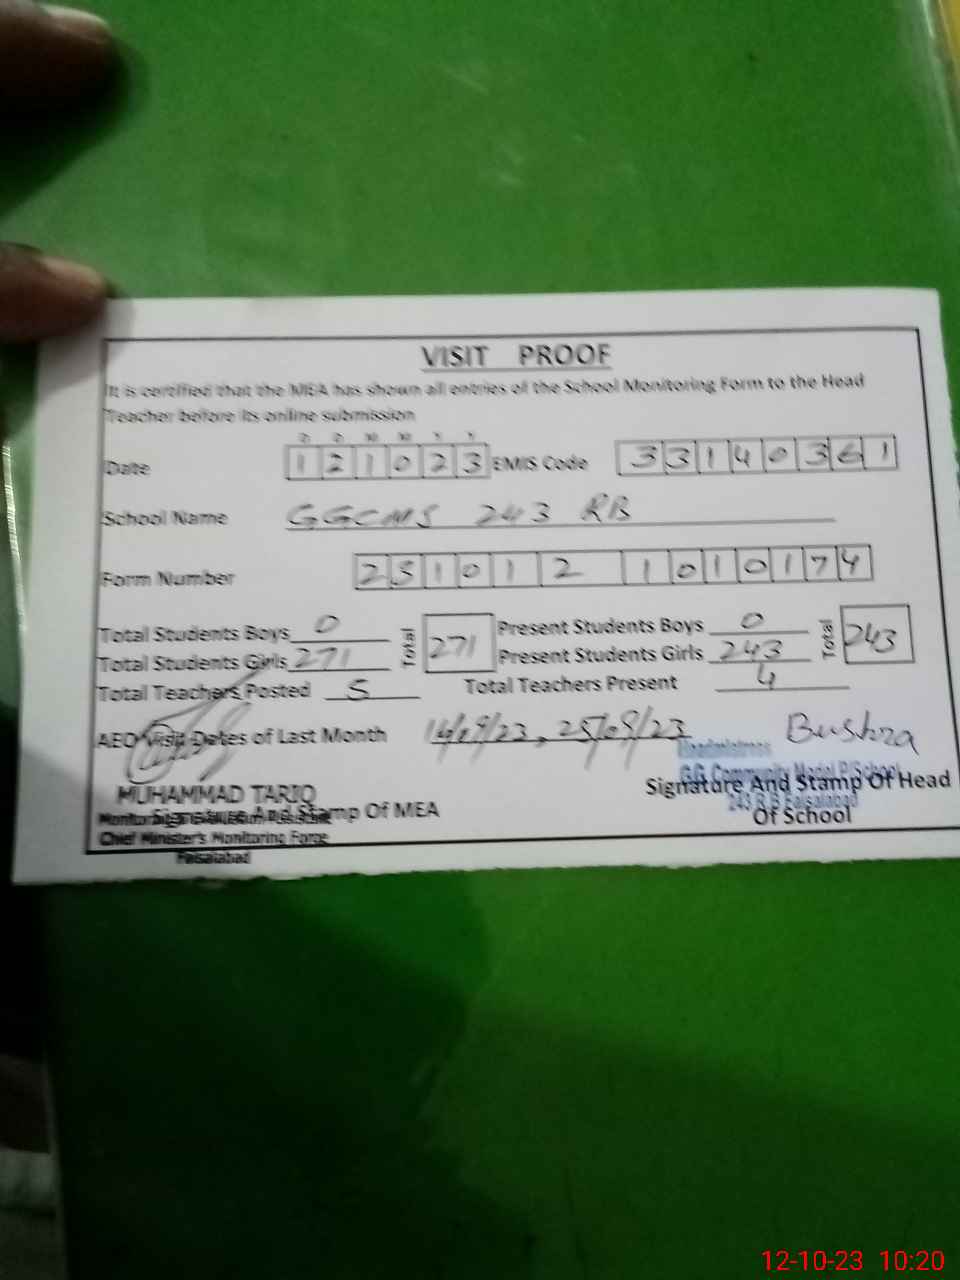 VISIT PROOF
It is certified that the MEA has shown all entries of the School Monitoring Form to the Head
Teacher before its online submission
D D M M Y Y
Date 1 2 1 0 2 3 EMIS Code 3 3 1 4 0 3 6 1
School Name GGCMS 243 RB
Form Number 2 5 1 0 1 2 1 0 1 0 1 7 4
Total Students Boys 0 Total 271 Present Students Boys 0 Total 243
Total Students Girls 271 Present Students Girls 243
Total Teachers Posted 5 Total Teachers Present 4
AEO Visit Dates of Last Month 14/09/23, 25/09/23 Bushra
Headmistress
G.G. Community Model P/School
243 R.B Faisalabad
Signature And Stamp Of Head
Of School
MUHAMMAD TARIQ
Signature And Stamp Of MEA
Chief Minister's Monitoring Force
Faisalabad
12-10-23 10:20